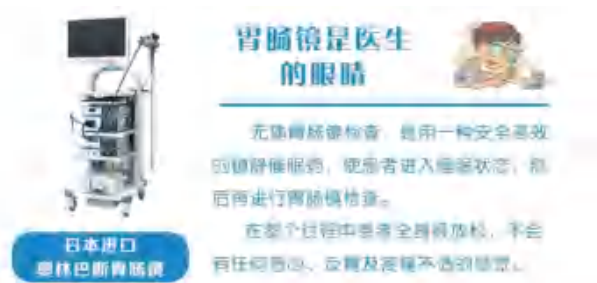 胃肠镜是医生
的眼睛
无痛胃肠镜检查，是用一种安全高效
的镇静催眠药，使患者进入睡眠状态，然
后再进行胃肠镜检查。
在整个过程中患者全身很放松，不会
有任何恶心、反胃及疼痛不适的感觉。
日本进口
奥林巴斯胃肠镜